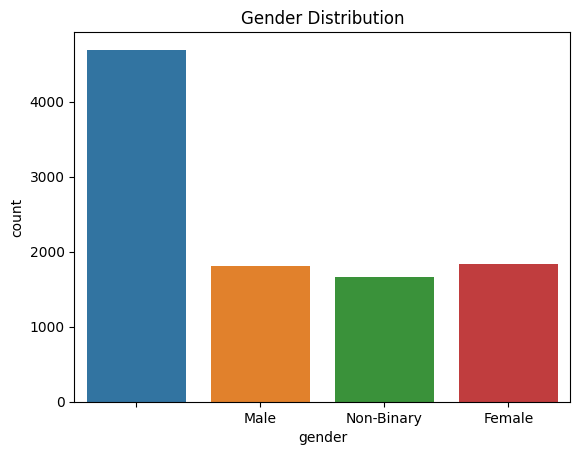 Gender Distribution
count
4000
3000
2000
1000
0
Male Non-Binary Female
gender